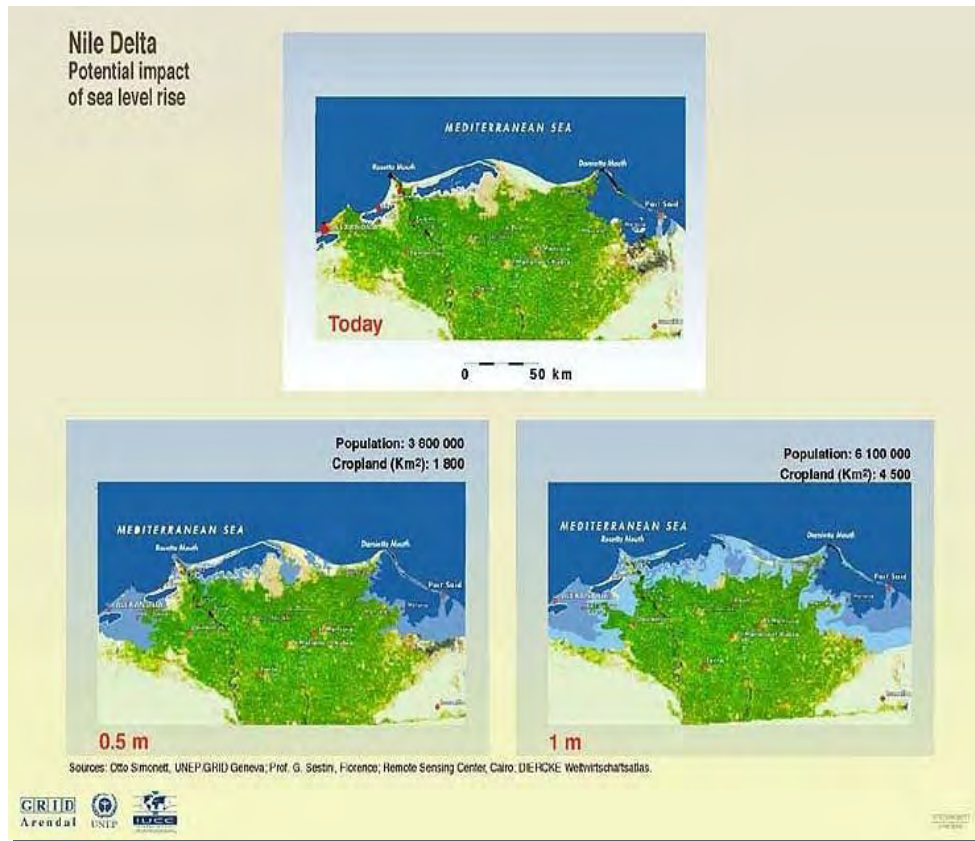 Nile Delta
Potential impact
of sea level rise
MEDITERRANEAN SEA
Rosetta Mouth
Damietta Mouth
Port Said
Today
0 50 km
Population: 3 800 000
Cropland (Km²): 1 800
MEDITERRANEAN SEA
Rosetta Mouth
Damietta Mouth
Port Said
ALEXANDRIA
0.5 m
Population: 6 100 000
Cropland (Km²): 4 500
MEDITERRANEAN SEA
Rosetta Mouth
Damietta Mouth
Port Said
ALEXANDRIA
1 m
Sources: Otto Simonett, UNEP/GRID Geneva; Prof. G. Sestini, Florence; Remote Sensing Center, Cairo; DIERCKE Weltwirtschaftsatlas.
GRID
Arendal
UNEP
IUCC